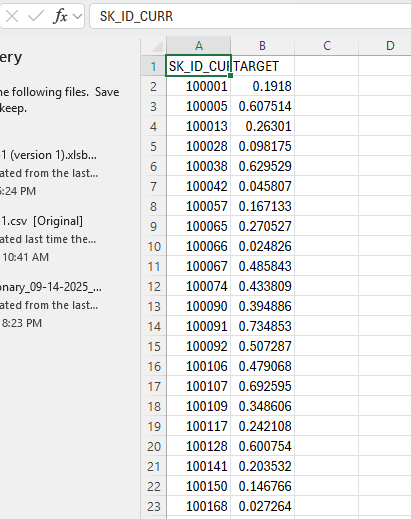 SK_ID_CURR
ery
A B C D
1 SK_ID_CUR TARGET
he following files. Save
keep.
2 100001 0.1918
3 100005 0.607514
4 100013 0.26301
5 100028 0.098175
-1 (version 1).xlsb...
ated from the last...
5:24 PM
6 100038 0.629529
7 100042 0.045807
8 100057 0.167133
-1.csv [Original]
ated last time the...
10:41 AM
9 100065 0.270527
10 100066 0.024826
11 100067 0.485843
onary_09-14-2025_...
ated from the last...
8:23 PM
12 100074 0.433809
13 100090 0.394886
14 100091 0.734853
15 100092 0.507287
16 100106 0.479068
17 100107 0.692595
18 100109 0.348606
19 100117 0.242108
20 100128 0.600754
21 100141 0.203532
22 100150 0.146766
23 100168 0.027264